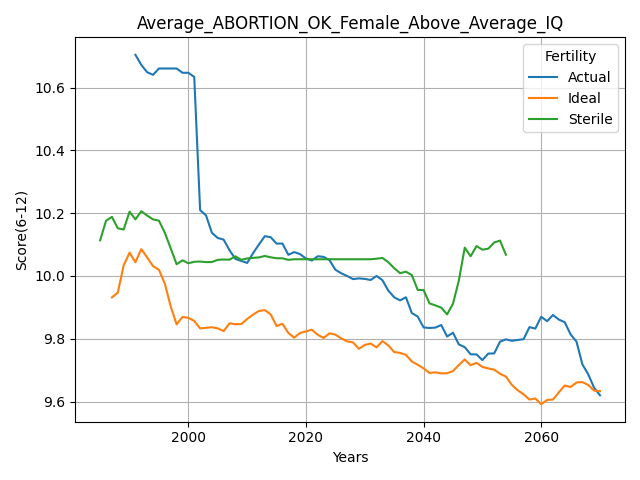 Average_ABORTION_OK_Female_Above_Average_IQ
Fertility
Actual
Ideal
Sterile
Score(6-12)
10.6
10.4
10.2
10.0
9.8
9.6
2000 2020 2040 2060
Years